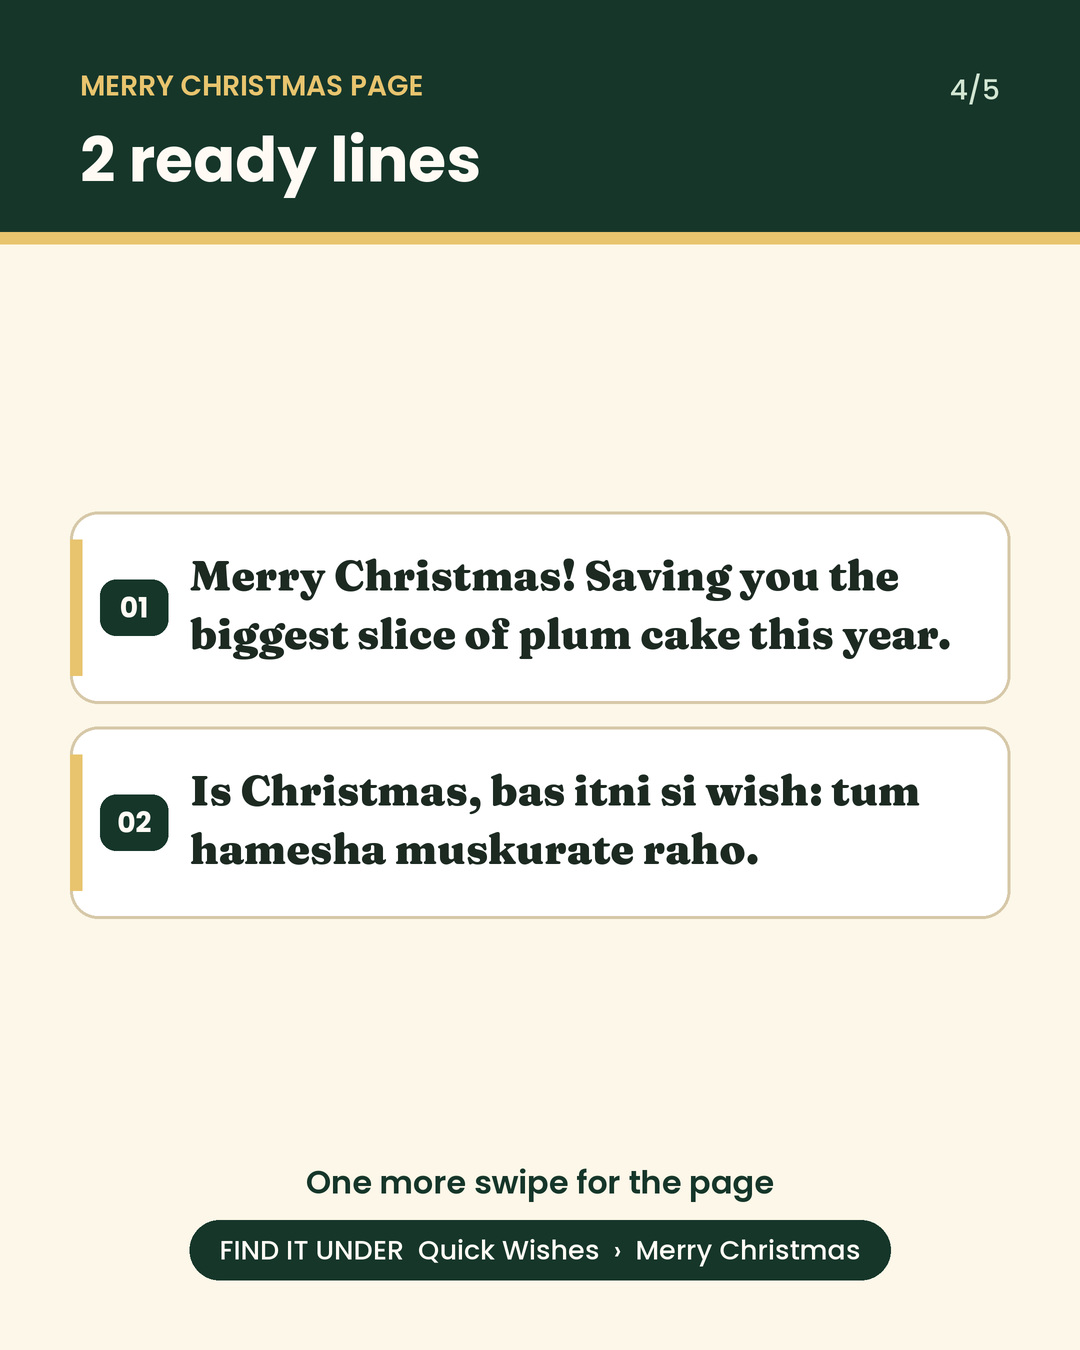 MERRY CHRISTMAS PAGE
4/5
2 ready lines
01
Merry Christmas! Saving you the
biggest slice of plum cake this year.
02
Is Christmas, bas itni si wish: tum
hamesha muskurate raho.
One more swipe for the page
FIND IT UNDER Quick Wishes › Merry Christmas